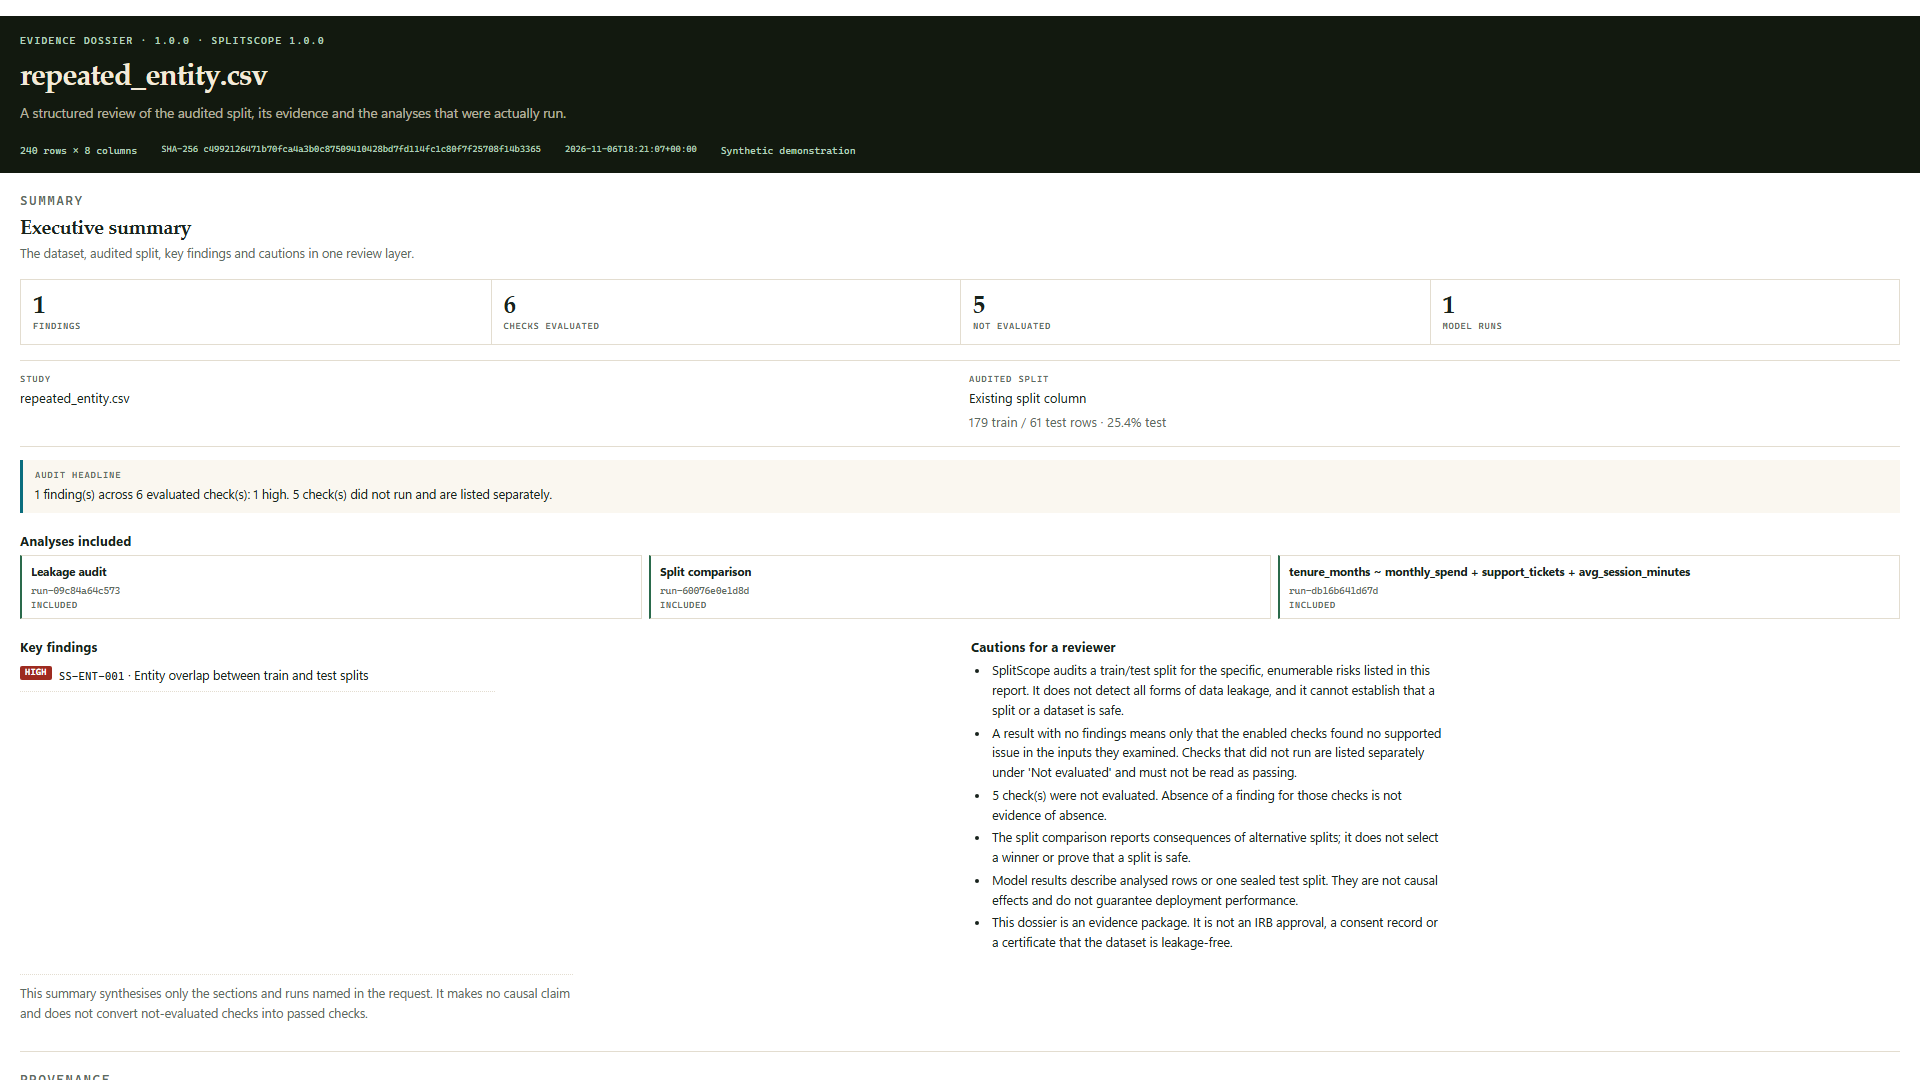 EVIDENCE DOSSIER · 1.0.0 · SPLITSCOPE 1.0.0
repeated_entity.csv
A structured review of the audited split, its evidence and the analyses that were actually run.
240 rows × 8 columns SHA-256 c4992126471b70fca4a3b0c87509410428bd7fd114fc1c80f7f25708f14b3365 2026-11-06T18:21:07+00:00 Synthetic demonstration
SUMMARY
Executive summary
The dataset, audited split, key findings and cautions in one review layer.
1
FINDINGS
6
CHECKS EVALUATED
5
NOT EVALUATED
1
MODEL RUNS
STUDY
repeated_entity.csv
AUDITED SPLIT
Existing split column
179 train / 61 test rows · 25.4% test
AUDIT HEADLINE
1 finding(s) across 6 evaluated check(s): 1 high. 5 check(s) did not run and are listed separately.
Analyses included
Leakage audit
run-09c84a64c573
INCLUDED
Split comparison
run-60076e0e1d8d
INCLUDED
tenure_months ~ monthly_spend + support_tickets + avg_session_minutes
run-db16b641d67d
INCLUDED
Key findings
HIGH SS-ENT-001 · Entity overlap between train and test splits
Cautions for a reviewer
• SplitScope audits a train/test split for the specific, enumerable risks listed in this
report. It does not detect all forms of data leakage, and it cannot establish that a
split or a dataset is safe.
• A result with no findings means only that the enabled checks found no supported
issue in the inputs they examined. Checks that did not run are listed separately
under 'Not evaluated' and must not be read as passing.
• 5 check(s) were not evaluated. Absence of a finding for those checks is not
evidence of absence.
• The split comparison reports consequences of alternative splits; it does not select
a winner or prove that a split is safe.
• Model results describe analysed rows or one sealed test split. They are not causal
effects and do not guarantee deployment performance.
• This dossier is an evidence package. It is not an IRB approval, a consent record or
a certificate that the dataset is leakage-free.
This summary synthesises only the sections and runs named in the request. It makes no causal claim
and does not convert not-evaluated checks into passed checks.
PROVENANCE